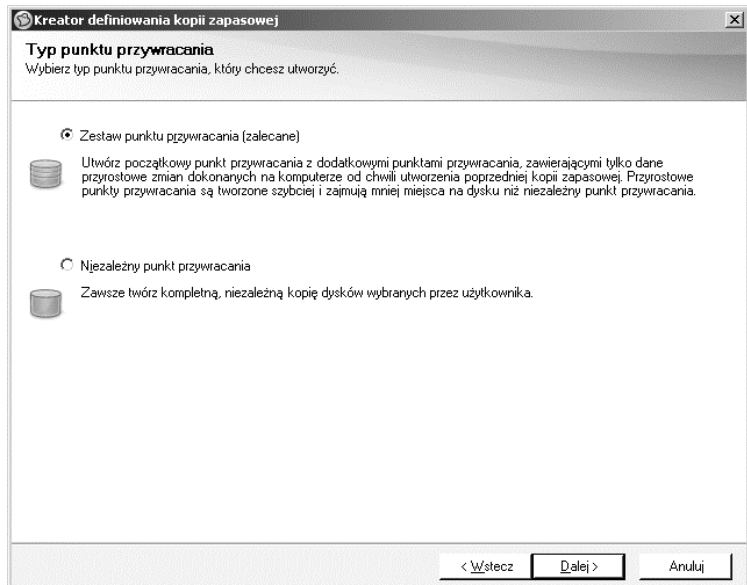 Kreator definiowania kopii zapasowej
Typ punktu przywracania
Wybierz typ punktu przywracania, który chcesz utworzyć.
Zestaw punktu przywracania (zalecane)
Utwórz początkowy punkt przywracania z dodatkowymi punktami przywracania, zawierającymi tylko dane
przyrostowe zmian dokonanych na komputerze od chwili utworzenia poprzedniej kopii zapasowej. Przyrostowe
punkty przywracania są tworzone szybciej i zajmują mniej miejsca na dysku niż niezależny punkt przywracania.
Niezależny punkt przywracania
Zawsze twórz kompletną, niezależną kopię dysków wybranych przez użytkownika.
< Wstecz
Dalej >
Anuluj